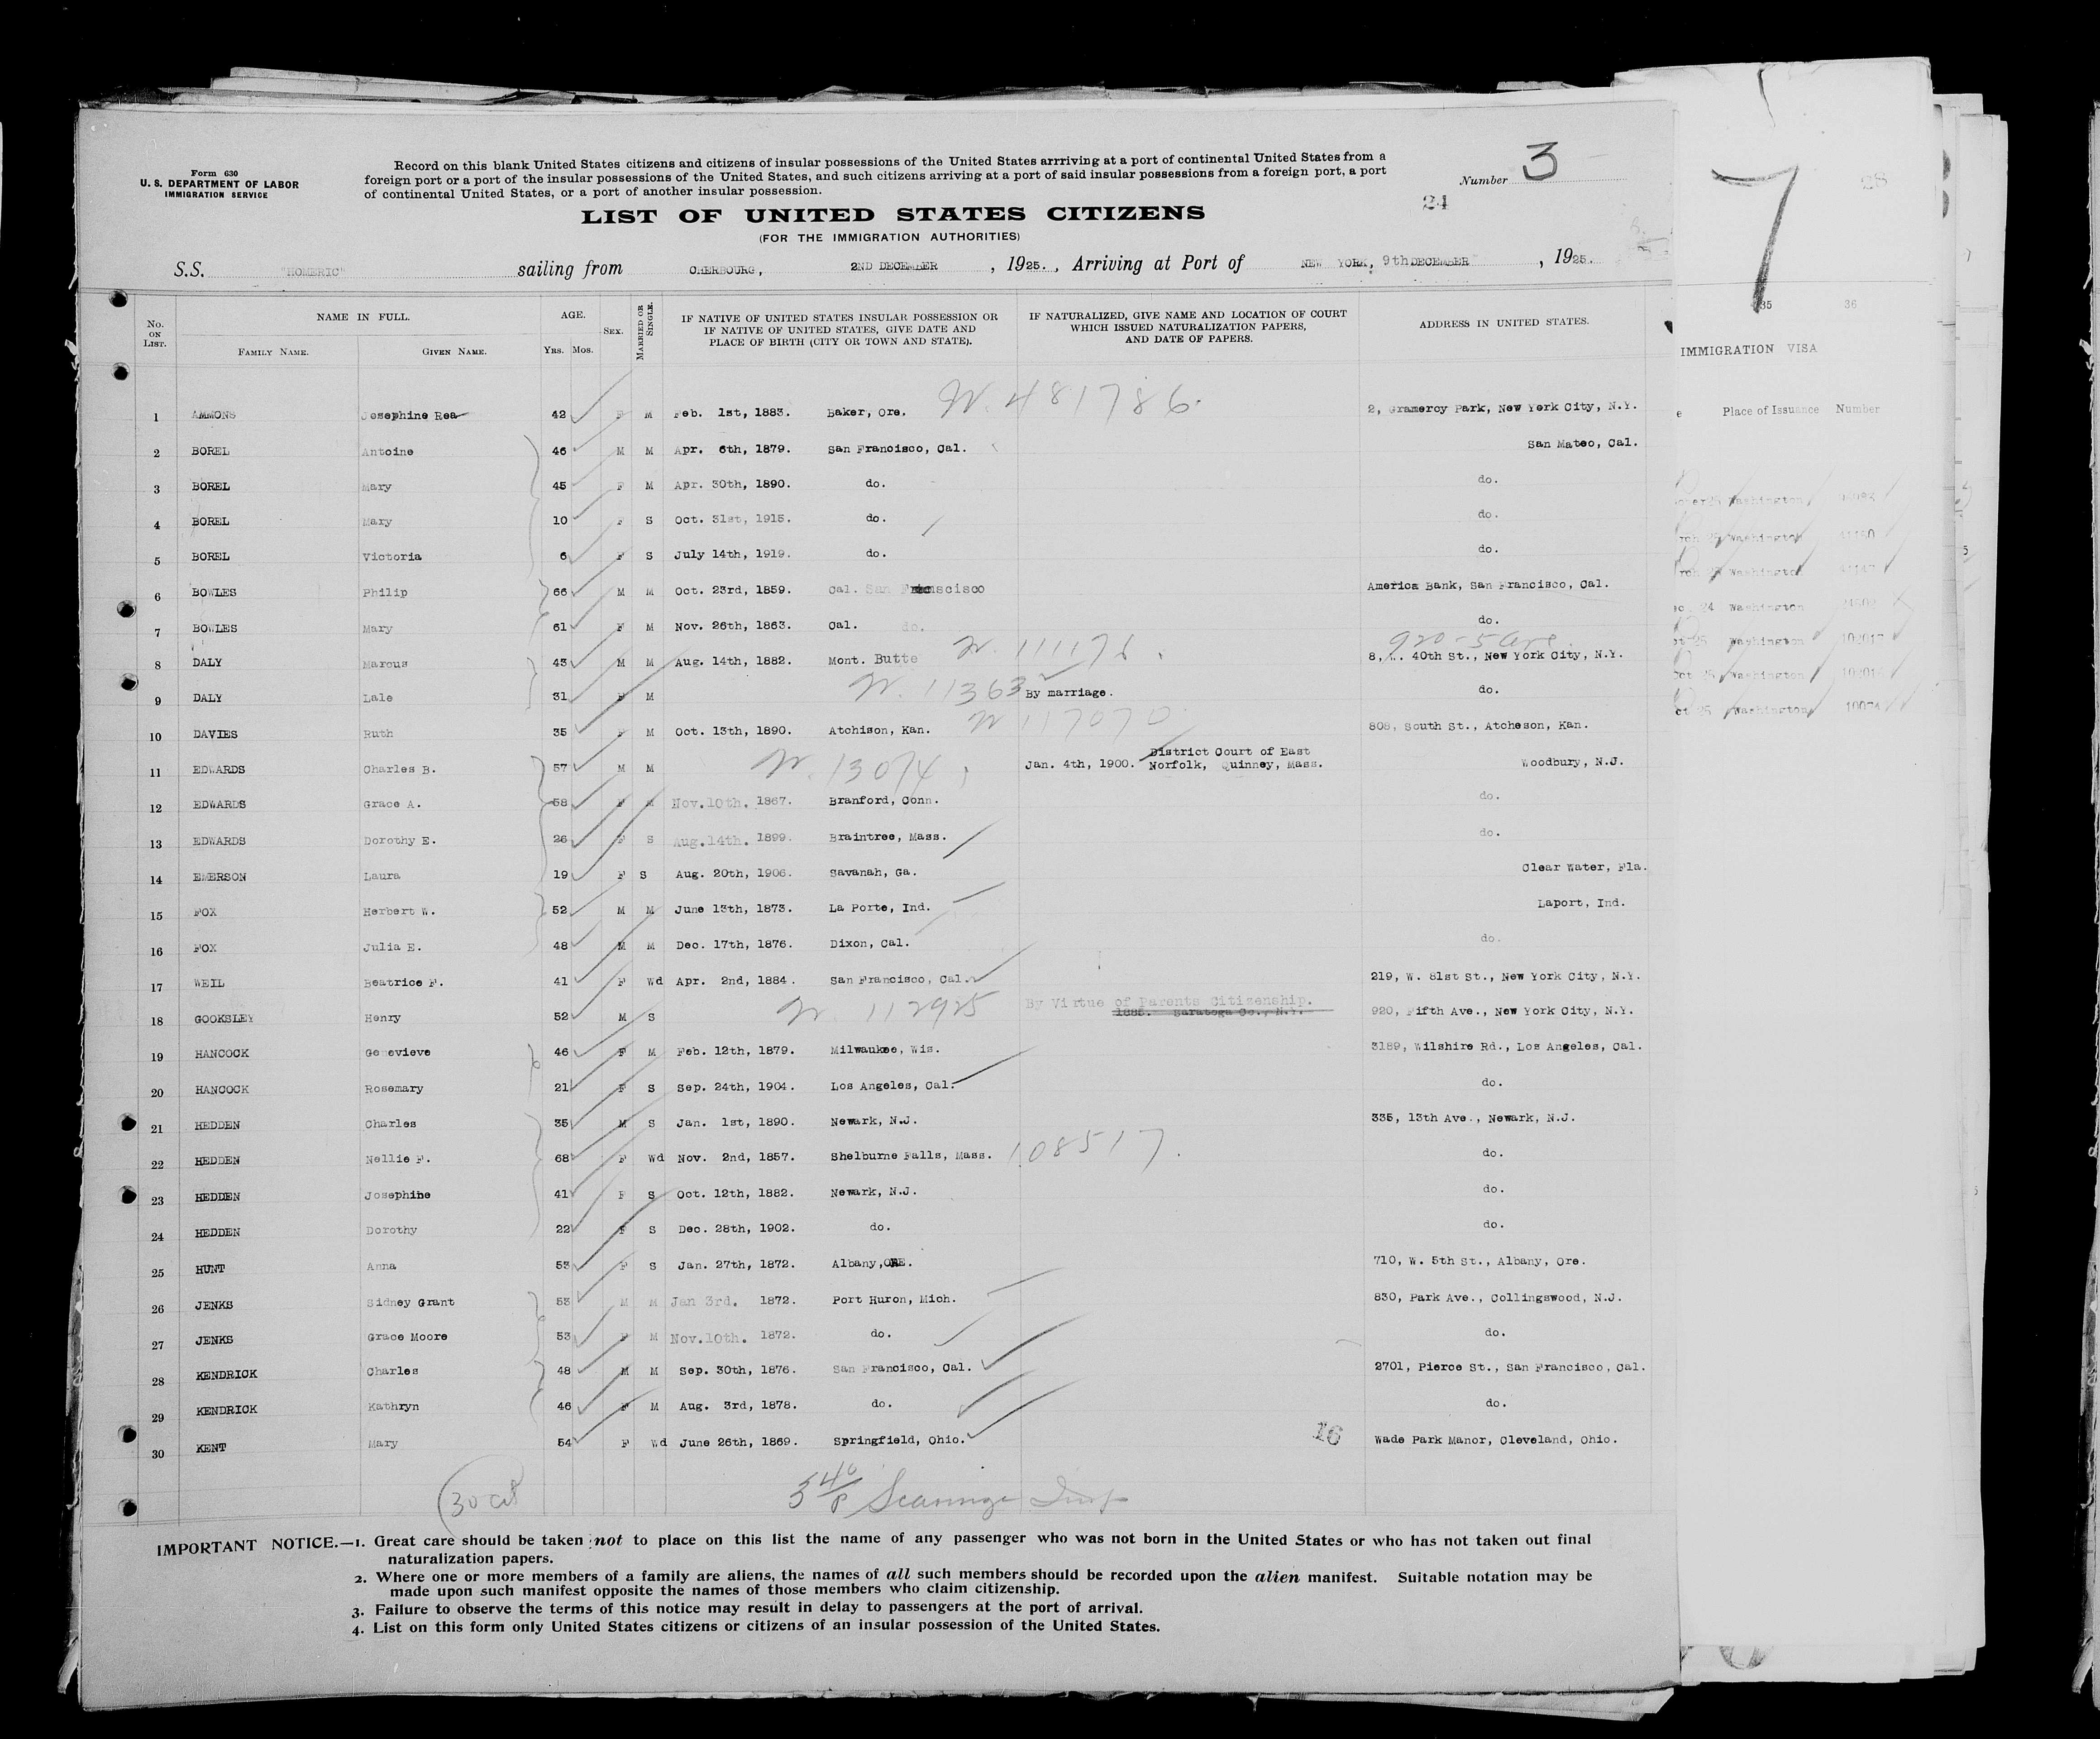 Form 630
U. S. DEPARTMENT OF LABOR
IMMIGRATION SERVICE
Record on this blank United States citizens and citizens of insular possessions of the United States arrriving at a port of continental United States from a
foreign port or a port of the insular possessions of the United States, and such citizens arriving at a port of said insular possessions from a foreign port, a port
of continental United States, or a port of another insular possession.
Number 3
24
LIST OF UNITED STATES CITIZENS
(FOR THE IMMIGRATION AUTHORITIES)
S.S. "HOMERIC" sailing from CHERBOURG, 2ND DECEMBER, 1925., Arriving at Port of NEW YORK, 9th DECEMBER, 1925.
No. ON LIST. NAME IN FULL. FAMILY NAME. GIVEN NAME. AGE. Yrs. Mos. SEX. MARRIED OR SINGLE. IF NATIVE OF UNITED STATES INSULAR POSSESSION OR IF NATIVE OF UNITED STATES, GIVE DATE AND PLACE OF BIRTH (CITY OR TOWN AND STATE). IF NATURALIZED, GIVE NAME AND LOCATION OF COURT WHICH ISSUED NATURALIZATION PAPERS, AND DATE OF PAPERS. ADDRESS IN UNITED STATES.
1 AMMONS Josephine Rea 42 F M Feb. 1st, 1883. Baker, Ore. 481786. 2, Gramercy Park, New York City, N.Y.
2 BOREL Antoine 46 M M Apr. 6th, 1879. San Francisco, Cal. San Mateo, Cal.
3 BOREL Mary 45 F M Apr. 30th, 1890. do. do.
4 BOREL Mary 10 F S Oct. 31st, 1915. do. do.
5 BOREL Victoria 6 F S July 14th, 1919. do. do.
6 BOWLES Philip 66 M M Oct. 23rd, 1859. Cal. San America Bank, San Francisco, Cal.
7 BOWLES Mary 61 F M Nov. 26th, 1863. Cal. do. do.
920-5 ave.
8 DALY Marcus 43 M M Aug. 14th, 1882. Mont. Butte 8, 40th St., New York City, N.Y.
9 DALY Lale 31 F M 11363 By marriage. do.
10 DAVIES Ruth 35 F M Oct. 13th, 1890. Atchison, Kan. 117070 808, South St., Atcheson, Kan.
11 EDWARDS Charles B. 57 M M Jan. 4th, 1900. District Court of East Norfolk, Quinney, Mass. Woodbury, N.J.
12 EDWARDS Grace A. 58 F M Nov.10th. 1867. Branford, Conn. do.
13 EDWARDS Dorothy E. 26 F S Aug.14th. 1899. Braintree, Mass. do.
14 EMERSON Laura 19 F S Aug. 20th, 1906. Savanah, Ga. Clear Water, Fla.
15 FOX Herbert W. 52 M M June 13th, 1873. La Porte, Ind. Laport, Ind.
16 FOX Julia E. 48 M M Dec. 17th, 1876. Dixon, Cal. do.
17 WEIL Beatrice F. 41 F Wd Apr. 2nd, 1884. San Francisco, Cal. 219, W. 81st St., New York City, N.Y.
18 GOOKSLEY Henry 52 M S 112925 By Virtue of Parents Citizenship. 1885. Saratoga Co., N.Y. 920, Fifth Ave., New York City, N.Y.
19 HANCOCK Genevieve 46 F M Feb. 12th, 1879. Milwaukee, Wis. 3189, Wilshire Rd., Los Angeles, Cal.
20 HANCOCK Rosemary 21 F S Sep. 24th, 1904. Los Angeles, Cal. do.
21 HEDDEN Charles 35 M S Jan. 1st, 1890. Newark, N.J. 335, 13th Ave., Newark, N.J.
22 HEDDEN Nellie F. 68 F Wd Nov. 2nd, 1857. Shelburne Falls, Mass. 108517. do.
23 HEDDEN Josephine 41 F S Oct. 12th, 1882. Newark, N.J. do.
24 HEDDEN Dorothy 22 F S Dec. 28th, 1902. do. do.
25 HUNT Anna 53 F S Jan. 27th, 1872. Albany, ORE. 710, W. 5th St., Albany, Ore.
26 JENKS Sidney Grant 53 M M Jan 3rd. 1872. Port Huron, Mich. 830, Park Ave., Collingswood, N.J.
27 JENKS Grace Moore 53 F M Nov.10th. 1872. do. do.
28 KENDRICK Charles 48 M M Sep. 30th, 1876. San Francisco, Cal. 2701, Pierce St., San Francisco, Cal.
29 KENDRICK Kathryn 46 F M Aug. 3rd, 1878. do. do.
30 KENT Mary 54 F Wd June 26th, 1869. Springfield, Ohio. 16 Wade Park Manor, Cleveland, Ohio.
IMPORTANT NOTICE.—1. Great care should be taken not to place on this list the name of any passenger who was not born in the United States or who has not taken out final
naturalization papers.
2. Where one or more members of a family are aliens, the names of all such members should be recorded upon the alien manifest. Suitable notation may be
made upon such manifest opposite the names of those members who claim citizenship.
3. Failure to observe the terms of this notice may result in delay to passengers at the port of arrival.
4. List on this form only United States citizens or citizens of an insular possession of the United States.
7
28
35 36
IMMIGRATION VISA
Place of Issuance Number
Washington
Washington
Washington
24 Washington
25 Washington 102017
25 Washington
25 Washington